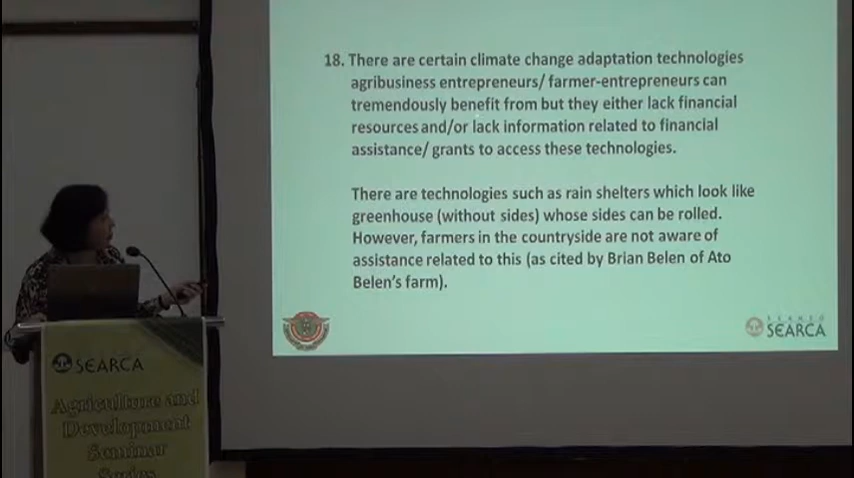 18. There are certain climate change adaptation technologies
agribusiness entrepreneurs/ farmer-entrepreneurs can
tremendously benefit from but they either lack financial
resources and/or lack information related to financial
assistance/ grants to access these technologies.
There are technologies such as rain shelters which look like
greenhouse (without sides) whose sides can be rolled.
However, farmers in the countryside are not aware of
assistance related to this (as cited by Brian Belen of Ato
Belen's farm).
SEARCA
SEARCA
Agriculture and
Development
Seminar
Series